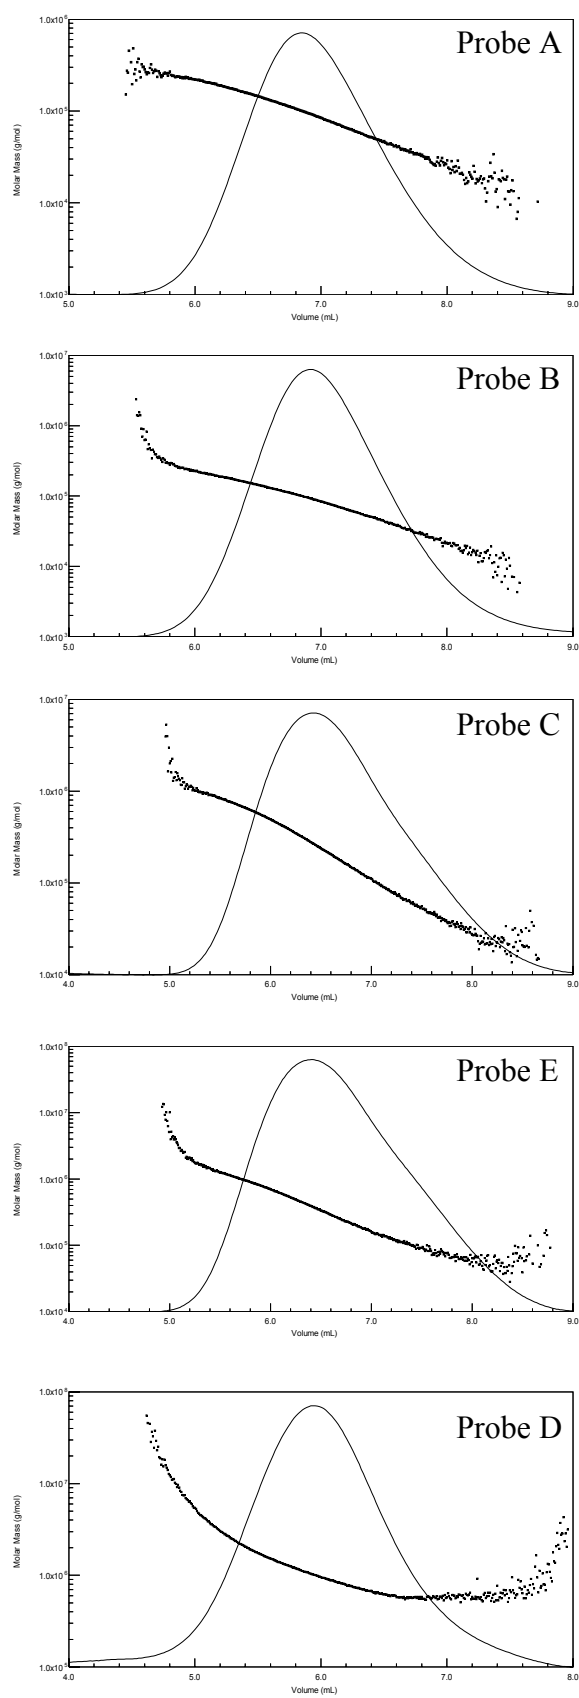 Probe A
1.0x10⁶
1.0x10⁵
1.0x10⁴
1.0x10³
Molar Mass (g/mol)
5.0 6.0 7.0 8.0 9.0
Volume (mL)
Probe B
1.0x10⁷
1.0x10⁶
1.0x10⁵
1.0x10⁴
1.0x10³
Molar Mass (g/mol)
5.0 6.0 7.0 8.0 9.0
Volume (mL)
Probe C
1.0x10⁷
1.0x10⁶
1.0x10⁵
1.0x10⁴
Molar Mass (g/mol)
4.0 5.0 6.0 7.0 8.0 9.0
Volume (mL)
Probe E
1.0x10⁸
1.0x10⁷
1.0x10⁶
1.0x10⁵
1.0x10⁴
Molar Mass (g/mol)
4.0 5.0 6.0 7.0 8.0 9.0
Volume (mL)
Probe D
1.0x10⁸
1.0x10⁷
1.0x10⁶
1.0x10⁵
Molar Mass (g/mol)
4.0 5.0 6.0 7.0 8.0
Volume (mL)